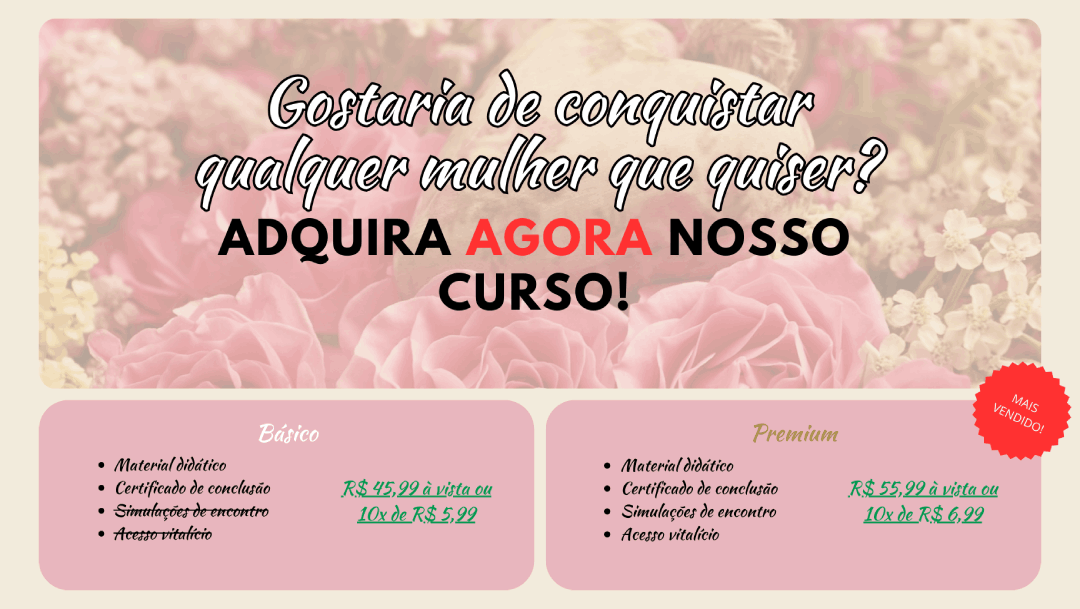 Gostaria de conquistar
qualquer mulher que quiser?
ADQUIRA AGORA NOSSO
CURSO!
MAIS
VENDIDO!
Básico
Material didático
Certificado de conclusão
Simulações de encontro
Acesso vitalício
R$ 45,99 à vista ou
10x de R$ 5,99
Premium
Material didático
Certificado de conclusão
Simulações de encontro
Acesso vitalício
R$ 55,99 à vista ou
10x de R$ 6,99